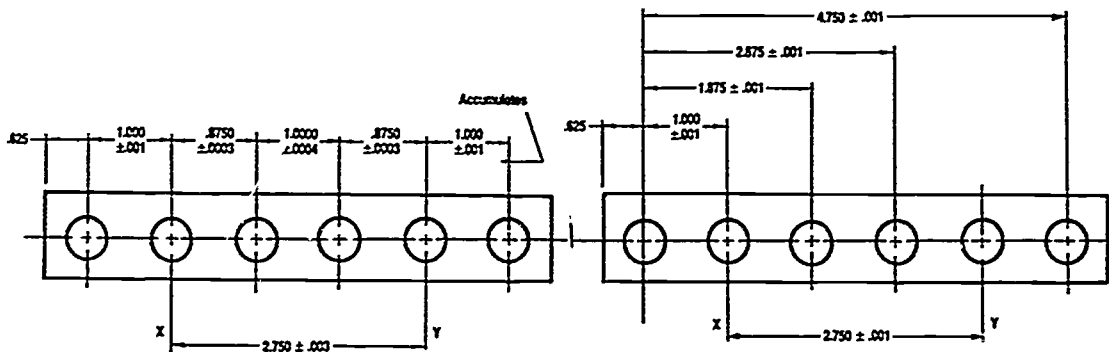 4.750 ± .001
2.875 ± .001
1.875 ± .001
Accumulates
.625
1.000
±.001
.8750
±.0003
1.0000
±.0004
.8750
±.0003
1.000
±.001
.625
1.000
±.001
X
Y
2.750 ± .003
X
Y
2.750 ± .001